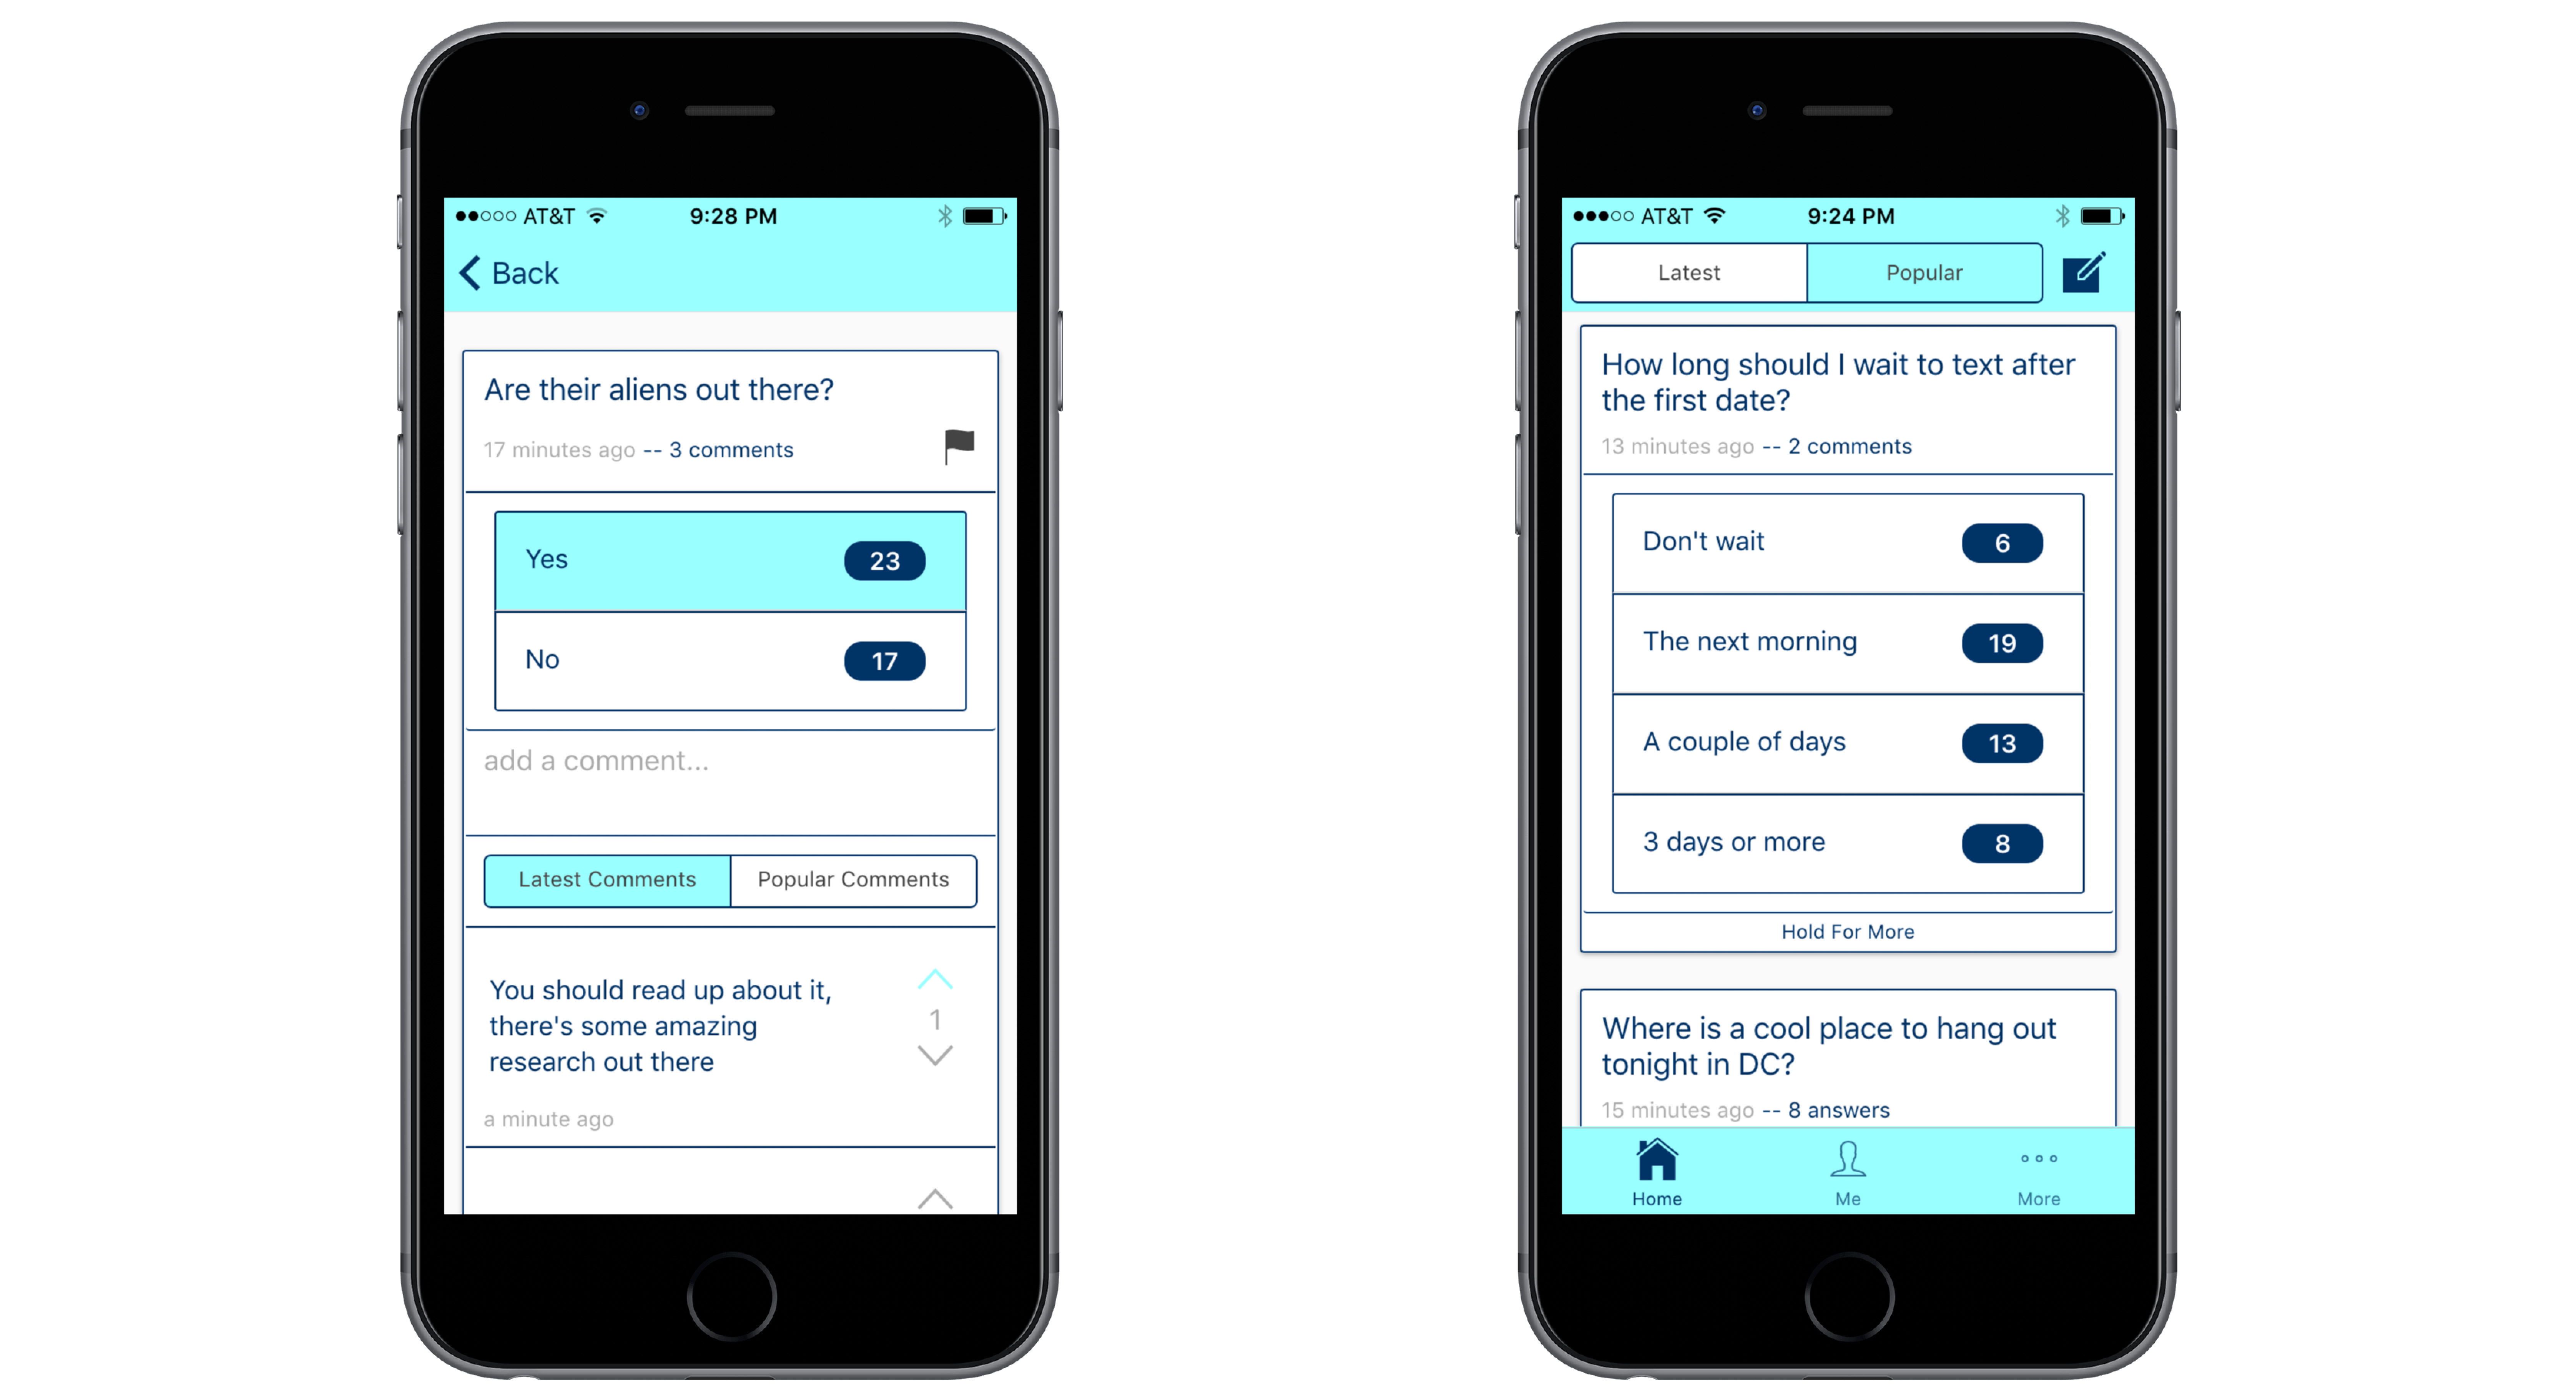 AT&T 9:28 PM
Back
Are their aliens out there?
17 minutes ago -- 3 comments
Yes 23
No 17
add a comment...
Latest Comments Popular Comments
You should read up about it,
there's some amazing
research out there
1
a minute ago
AT&T 9:24 PM
Latest Popular
How long should I wait to text after
the first date?
13 minutes ago -- 2 comments
Don't wait 6
The next morning 19
A couple of days 13
3 days or more 8
Hold For More
Where is a cool place to hang out
tonight in DC?
15 minutes ago -- 8 answers
Home Me More